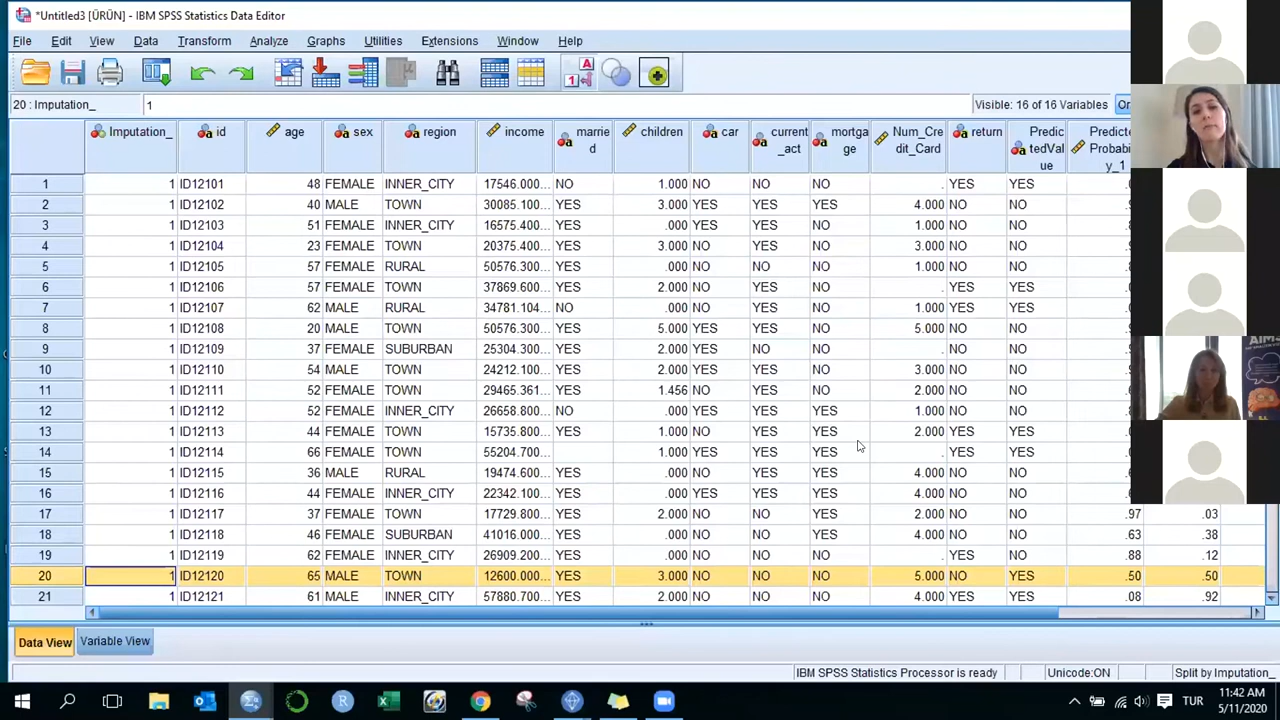 *Untitled3 [ÜRÜN] - IBM SPSS Statistics Data Editor
File Edit View Data Transform Analyze Graphs Utilities Extensions Window Help
20 : Imputation_ 1 Visible: 16 of 16 Variables
Imputation_ id age sex region income married children car current_act mortgage Num_Credit_Card return PredictedValue
1 1 ID12101 48 FEMALE INNER_CITY 17546.000... NO 1.000 NO NO NO . YES YES
2 1 ID12102 40 MALE TOWN 30085.100... YES 3.000 YES YES YES 4.000 NO NO
3 1 ID12103 51 FEMALE INNER_CITY 16575.400... YES .000 YES YES NO 1.000 NO NO
4 1 ID12104 23 FEMALE TOWN 20375.400... YES 3.000 NO YES NO 3.000 NO NO
5 1 ID12105 57 FEMALE RURAL 50576.300... YES .000 NO NO NO 1.000 NO NO
6 1 ID12106 57 FEMALE TOWN 37869.600... YES 2.000 NO YES NO . NO NO
7 1 ID12107 62 MALE RURAL 34781.104... NO .000 NO YES NO 1.000 NO NO
8 1 ID12108 20 MALE TOWN 50576.300... YES 5.000 YES YES NO 5.000 NO NO
9 1 ID12109 37 FEMALE SUBURBAN 25304.300... YES 2.000 YES NO NO . NO NO
10 1 ID12110 54 MALE TOWN 24212.100... YES 2.000 YES YES NO 3.000 NO NO
11 1 ID12111 52 FEMALE TOWN 29465.361... YES 1.456 NO YES NO 2.000 NO NO
12 1 ID12112 52 FEMALE INNER_CITY 26658.800... NO .000 YES YES YES 1.000 NO NO
13 1 ID12113 44 FEMALE TOWN 15735.800... YES 1.000 NO YES YES 2.000 YES YES
14 1 ID12114 66 FEMALE TOWN 55204.700... 1.000 YES YES YES . YES YES
15 1 ID12115 36 MALE RURAL 19474.600... YES .000 NO YES YES 4.000 NO NO
16 1 ID12116 44 FEMALE INNER_CITY 22342.100... YES .000 YES YES YES 4.000 NO NO
17 1 ID12117 37 FEMALE TOWN 17729.800... YES 2.000 NO NO YES 2.000 NO NO .97 .03
18 1 ID12118 46 FEMALE SUBURBAN 41016.000... YES .000 NO NO YES 4.000 NO NO .63 .38
19 1 ID12119 62 FEMALE INNER_CITY 26909.200... YES .000 NO YES NO . YES NO .88 .12
20 1 ID12120 65 MALE TOWN 12600.000... YES 3.000 NO NO NO 5.000 NO YES .50 .50
21 1 ID12121 61 MALE INNER_CITY 57880.700... YES 2.000 NO YES NO 4.000 YES YES .08 .92
Data View Variable View
IBM SPSS Statistics Processor is ready Unicode:ON Split by Imputation_
TUR 11:42 AM
5/11/2020
AIMS